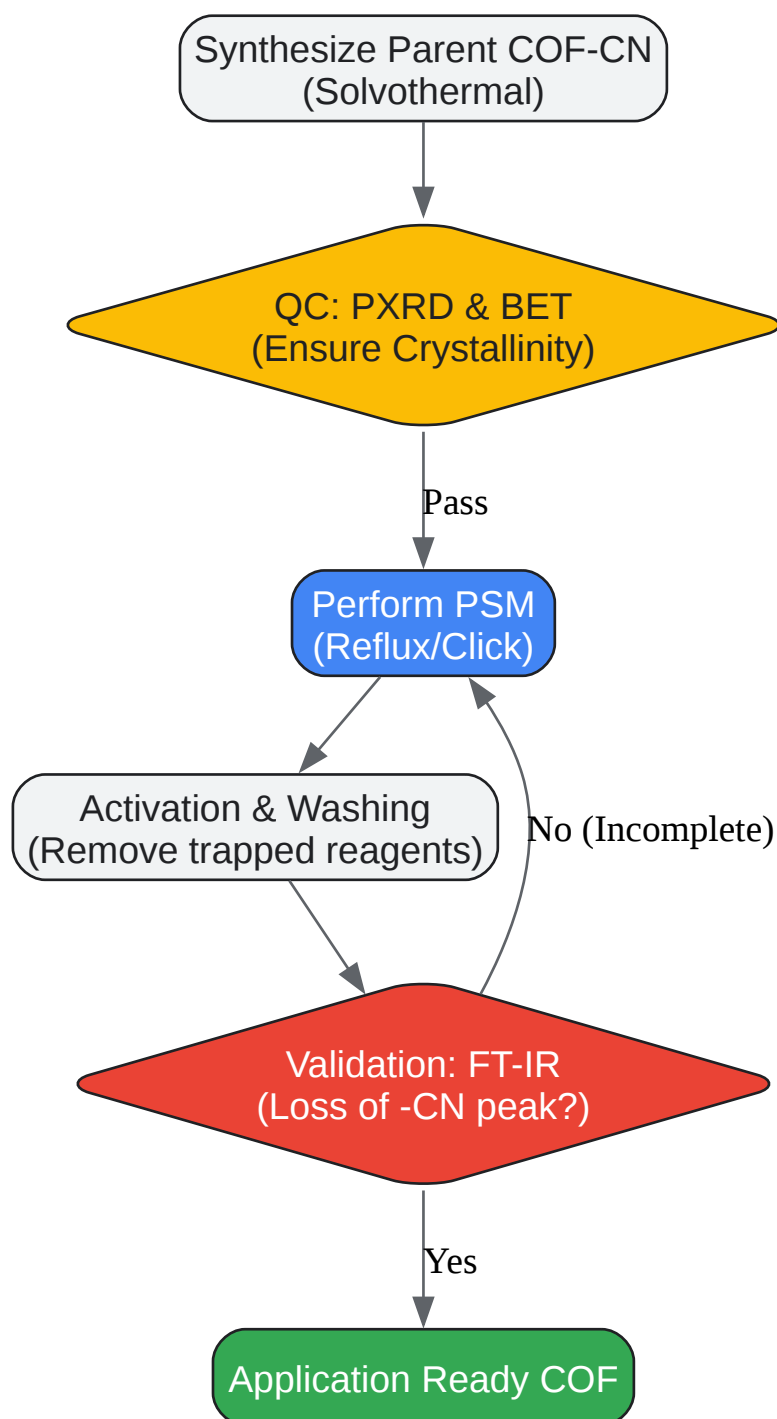 Synthesize Parent COF-CN
(Solvothermal)
QC: PXRD & BET
(Ensure Crystallinity)
Pass
Perform PSM
(Reflux/Click)
Activation & Washing
(Remove trapped reagents)
No (Incomplete)
Validation: FT-IR
(Loss of -CN peak?)
Yes
Application Ready COF